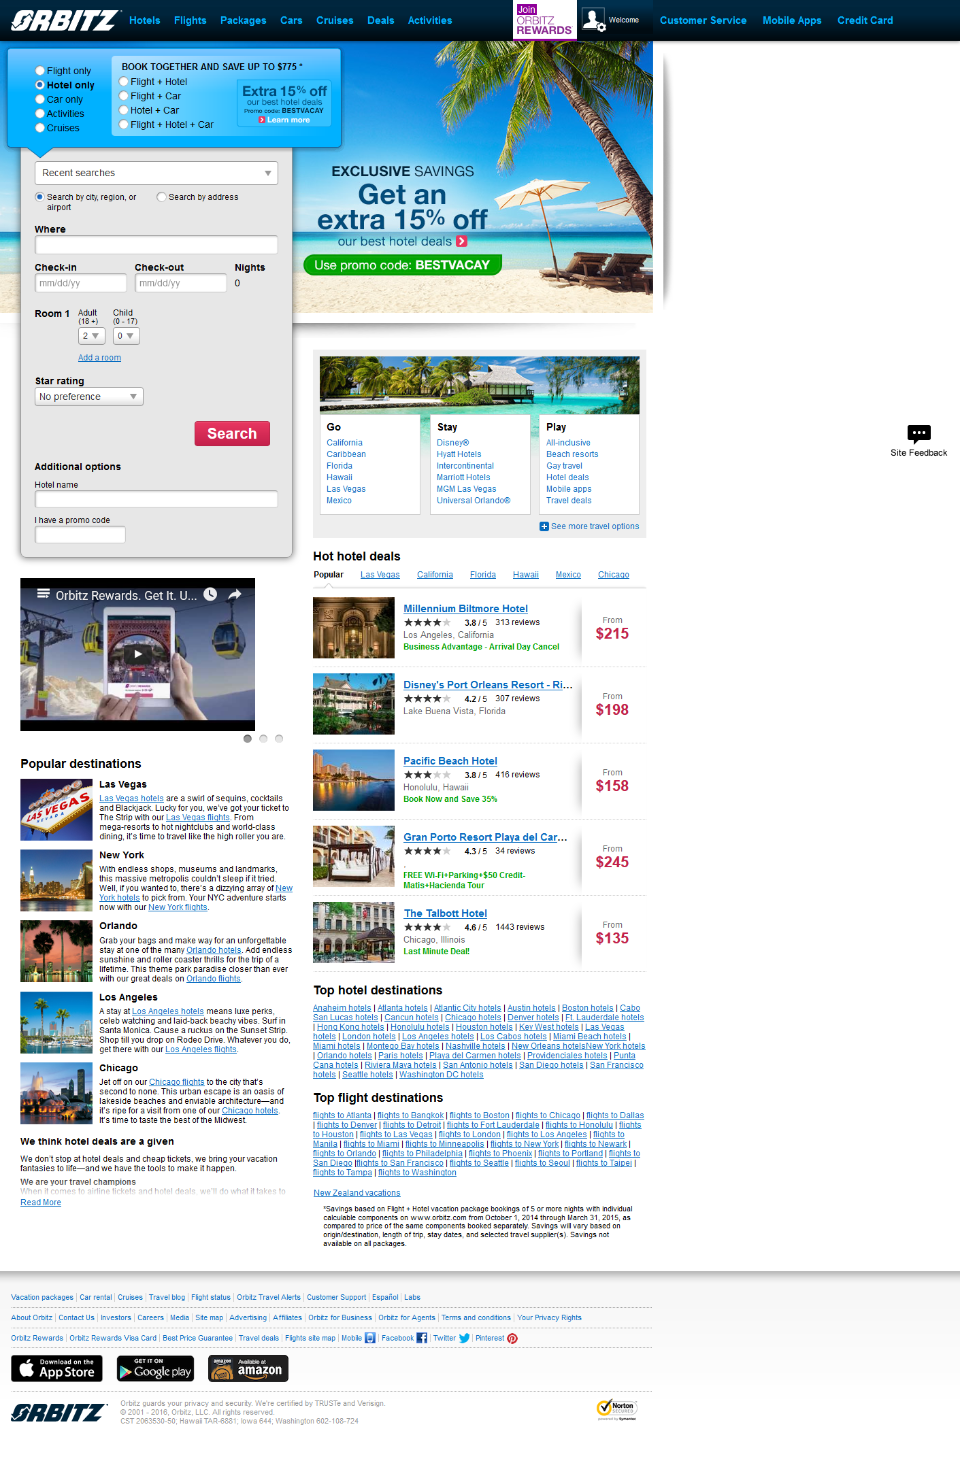 ORBITZ
Hotels Flights Packages Cars Cruises Deals Activities
Join
ORBITZ
REWARDS
Welcome
Customer Service Mobile Apps Credit Card
Flight only
Hotel only
Car only
Activities
Cruises
BOOK TOGETHER AND SAVE UP TO $775 *
Flight + Hotel
Flight + Car
Hotel + Car
Flight + Hotel + Car
Extra 15% off
our best hotel deals
Promo code: BESTVACAY
Learn more
Recent searches
Search by city, region, or
airport
Search by address
Where
Check-in Check-out Nights
mm/dd/yy mm/dd/yy 0
Room 1 Adult Child
(18 +) (0 - 17)
2 0
Add a room
Star rating
No preference
Search
Additional options
Hotel name
I have a promo code
EXCLUSIVE SAVINGS
Get an
extra 15% off
our best hotel deals
Use promo code: BESTVACAY
Site Feedback
Go
California
Caribbean
Florida
Hawaii
Las Vegas
Mexico
Stay
Disney®
Hyatt Hotels
Intercontinental
Marriott Hotels
MGM Las Vegas
Universal Orlando®
Play
All-inclusive
Beach resorts
Gay travel
Hotel deals
Mobile apps
Travel deals
See more travel options
Hot hotel deals
Popular Las Vegas California Florida Hawaii Mexico Chicago
Millennium Biltmore Hotel
3.8 / 5 313 reviews
Los Angeles, California
Business Advantage - Arrival Day Cancel
From
$215
Disney's Port Orleans Resort - Ri...
4.2 / 5 307 reviews
Lake Buena Vista, Florida
From
$198
Pacific Beach Hotel
3.8 / 5 416 reviews
Honolulu, Hawaii
Book Now and Save 35%
From
$158
Gran Porto Resort Playa del Car...
4.3 / 5 34 reviews
FREE Wi-Fi+Parking+$50 Credit-
Matis+Hacienda Tour
From
$245
The Talbott Hotel
4.6 / 5 1443 reviews
Chicago, Illinois
Last Minute Deal!
From
$135
Orbitz Rewards. Get It. U...
Popular destinations
LAS VEGAS
NEVADA
Las Vegas
Las Vegas hotels are a swirl of sequins, cocktails
and Blackjack. Lucky for you, we've got your ticket to
The Strip with our Las Vegas flights. From
mega-resorts to hot nightclubs and world-class
dining, it's time to travel like the high roller you are.
New York
With endless shops, museums and landmarks,
this massive metropolis couldn't sleep if it tried.
Well, if you wanted to, there's a dizzying array of New
York hotels to pick from. Your NYC adventure starts
now with our New York flights.
Orlando
Grab your bags and make way for an unforgettable
stay at one of the many Orlando hotels. Add endless
sunshine and roller coaster thrills for the trip of a
lifetime. This theme park paradise closer than ever
with our great deals on Orlando flights.
Los Angeles
A stay at Los Angeles hotels means luxe perks,
celeb watching and laid-back beachy vibes. Surf in
Santa Monica. Cause a ruckus on the Sunset Strip.
Shop till you drop on Rodeo Drive. Whatever you do,
get there with our Los Angeles flights.
Chicago
Jet off on our Chicago flights to the city that's
second to none. This urban escape is an oasis of
lakeside beaches and enviable architecture—and
it's ripe for a visit from one of our Chicago hotels.
It's time to taste the best of the Midwest.
We think hotel deals are a given
We don't stop at hotel deals and cheap tickets, we bring your vacation
fantasies to life—and we have the tools to make it happen.
We are your travel champions
When it comes to airline tickets and hotel deals, we'll do what it takes to
Read More
Top hotel destinations
Anaheim hotels | Atlanta hotels | Atlantic City hotels | Austin hotels | Boston hotels | Cabo
San Lucas hotels | Cancun hotels | Chicago hotels | Denver hotels | Ft. Lauderdale hotels
| Hong Kong hotels | Honolulu hotels | Houston hotels | Key West hotels | Las Vegas
hotels | London hotels | Los Angeles hotels | Los Cabos hotels | Miami Beach hotels |
Miami hotels | Montego Bay hotels | Nashville hotels | New Orleans hotelsNew York hotels
| Orlando hotels | Paris hotels | Playa del Carmen hotels | Providenciales hotels | Punta
Cana hotels | Riviera Maya hotels | San Antonio hotels | San Diego hotels | San Francisco
hotels | Seattle hotels | Washington DC hotels
Top flight destinations
flights to Atlanta | flights to Bangkok | flights to Boston | flights to Chicago | flights to Dallas
| flights to Denver | flights to Detroit | flights to Fort Lauderdale | flights to Honolulu | flights
to Houston | flights to Las Vegas | flights to London | flights to Los Angeles | flights to
Manila | flights to Miami | flights to Minneapolis | flights to New York | flights to Newark |
flights to Orlando | flights to Philadelphia | flights to Phoenix | flights to Portland | flights to
San Diego |flights to San Francisco | flights to Seattle | flights to Seoul | flights to Taipei |
flights to Tampa | flights to Washington
New Zealand vacations
*Savings based on Flight + Hotel vacation package bookings of 5 or more nights with individual
calculable components on www.orbitz.com from October 1, 2014 through March 31, 2015, as
compared to price of the same components booked separately. Savings will vary based on
origin/destination, length of trip, stay dates, and selected travel supplier(s). Savings not
available on all packages.
Vacation packages | Car rental | Cruises | Travel blog | Flight status | Orbitz Travel Alerts | Customer Support | Español | Labs
About Orbitz | Contact Us | Investors | Careers | Media | Site map | Advertising | Affiliates | Orbitz for Business | Orbitz for Agents | Terms and conditions | Your Privacy Rights
Orbitz Rewards | Orbitz Rewards Visa Card | Best Price Guarantee | Travel deals | Flights site map | Mobile | Facebook | Twitter | Pinterest
Download on the
App Store
GET IT ON
Google play
Available at
amazon
ORBITZ
Orbitz guards your privacy and security. We're certified by TRUSTe and Verisign.
© 2001 - 2016, Orbitz, LLC. All rights reserved.
CST 2063530-50; Hawaii TAR-6881; Iowa 644; Washington 602-108-724
Norton
SECURED
powered by Symantec